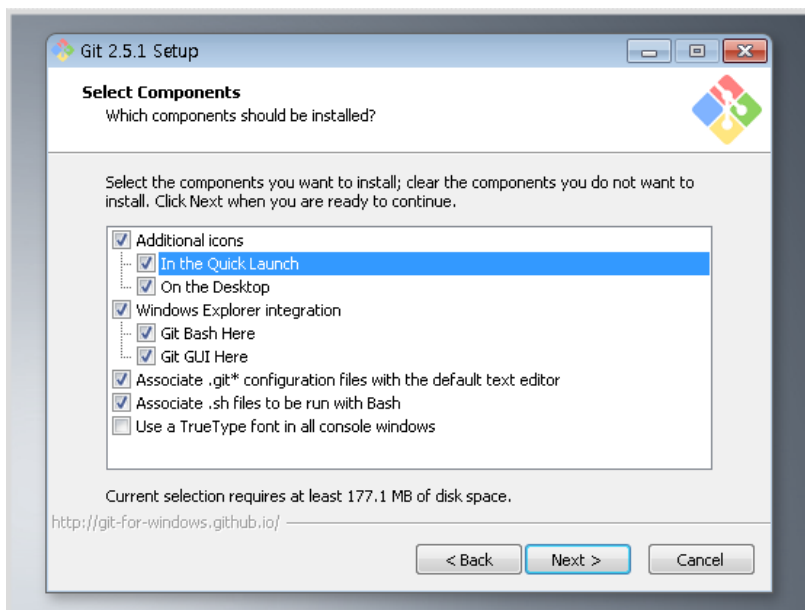 Git 2.5.1 Setup
Select Components
Which components should be installed?
Select the components you want to install; clear the components you do not want to
install. Click Next when you are ready to continue.
Additional icons
In the Quick Launch
On the Desktop
Windows Explorer integration
Git Bash Here
Git GUI Here
Associate .git* configuration files with the default text editor
Associate .sh files to be run with Bash
Use a TrueType font in all console windows
Current selection requires at least 177.1 MB of disk space.
http://git-for-windows.github.io/
< Back Next > Cancel